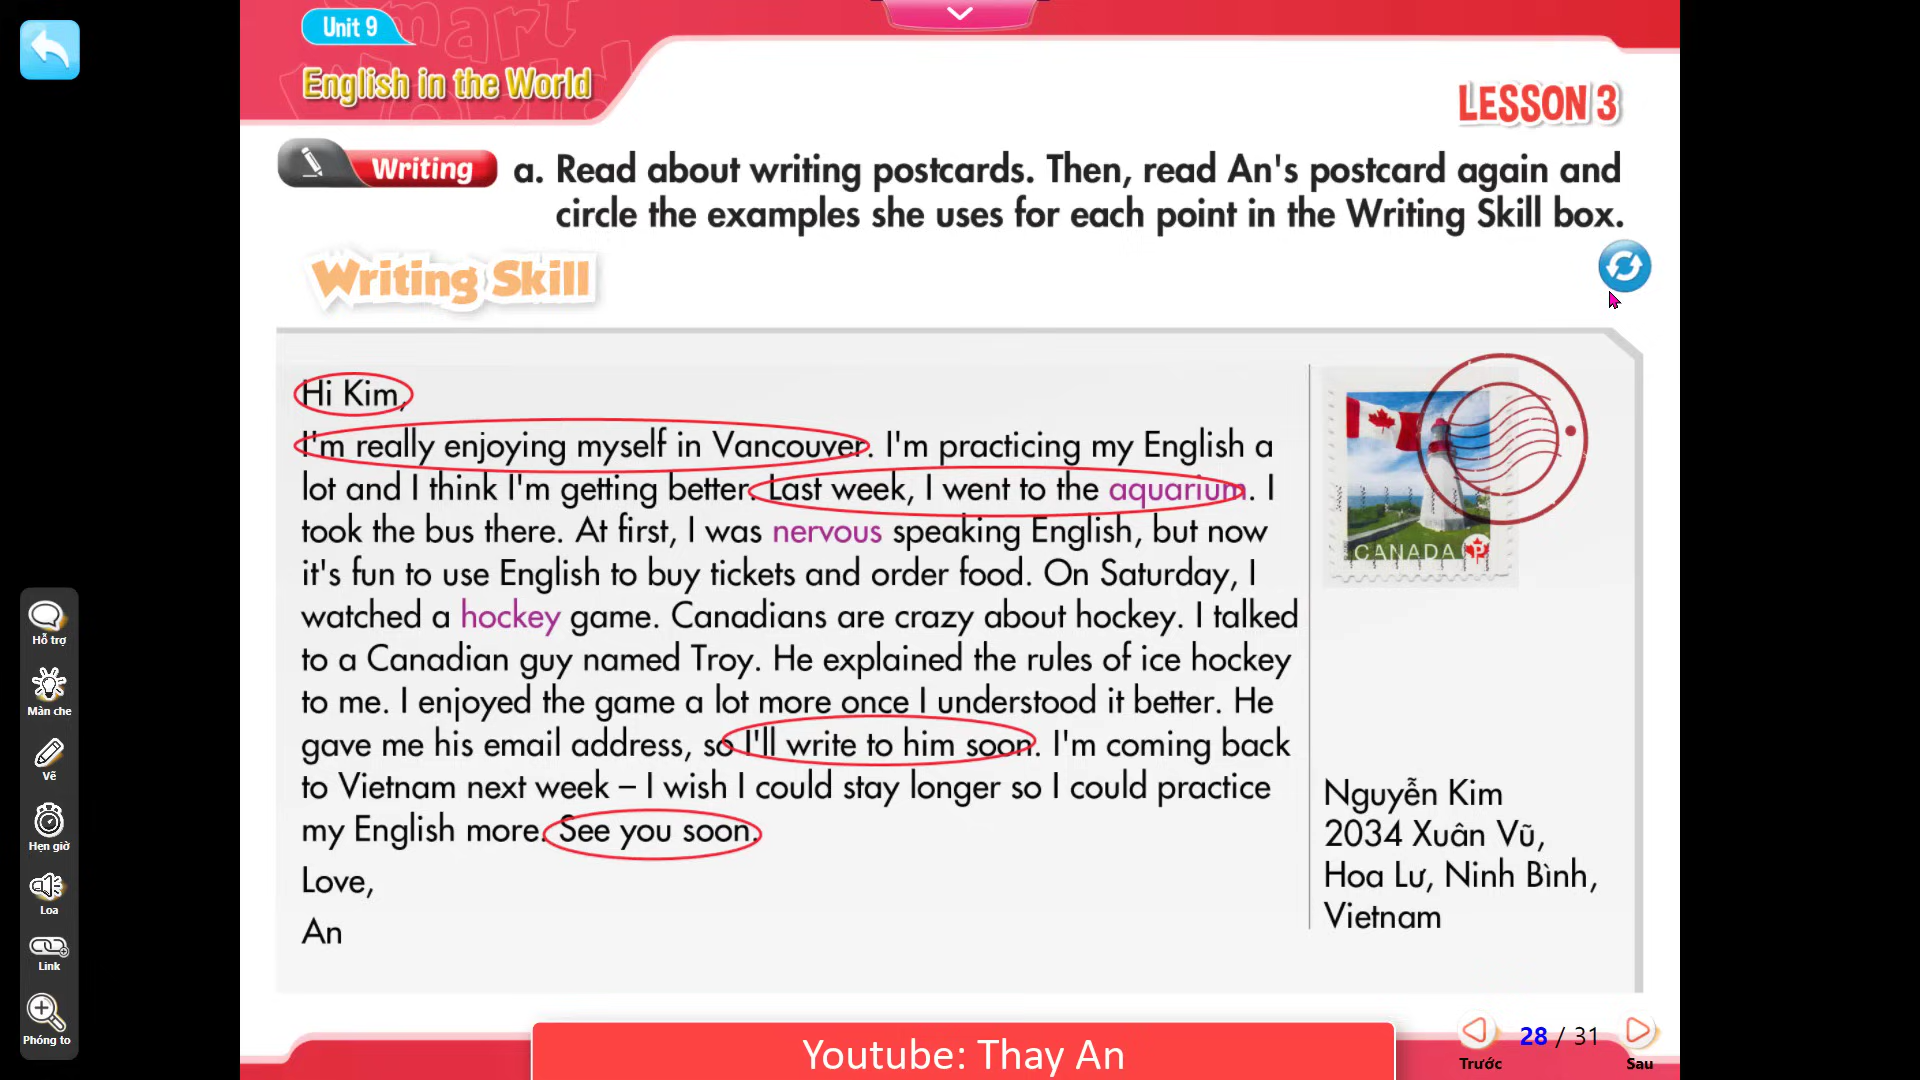 Unit 9
English in the World
LESSON 3
Writing
a. Read about writing postcards. Then, read An's postcard again and
circle the examples she uses for each point in the Writing Skill box.
Writing Skill
Hi Kim,
I'm really enjoying myself in Vancouver. I'm practicing my English a
lot and I think I'm getting better. Last week, I went to the aquarium. I
took the bus there. At first, I was nervous speaking English, but now
it's fun to use English to buy tickets and order food. On Saturday, I
watched a hockey game. Canadians are crazy about hockey. I talked
to a Canadian guy named Troy. He explained the rules of ice hockey
to me. I enjoyed the game a lot more once I understood it better. He
gave me his email address, so I'll write to him soon. I'm coming back
to Vietnam next week – I wish I could stay longer so I could practice
my English more. See you soon.
Love,
An
CANADA P
Nguyễn Kim
2034 Xuân Vũ,
Hoa Lư, Ninh Bình,
Vietnam
Hỗ trợ
Màn che
Vẽ
Hẹn giờ
Loa
Link
Phóng to
Youtube: Thay An
28 / 31
Trước
Sau